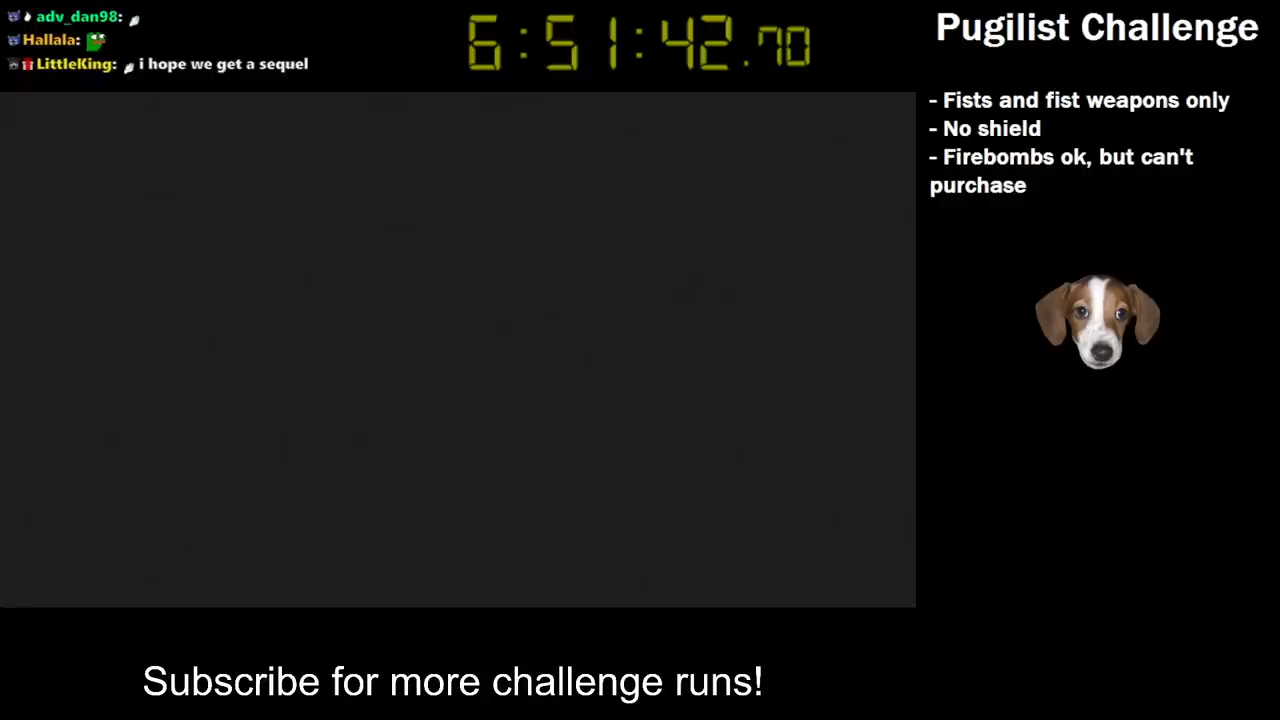 adv_dan98:
Hallala:
LittleKing: i hope we get a sequel
6:51:42.70
Pugilist Challenge
- Fists and fist weapons only
- No shield
- Firebombs ok, but can't
purchase
Subscribe for more challenge runs!